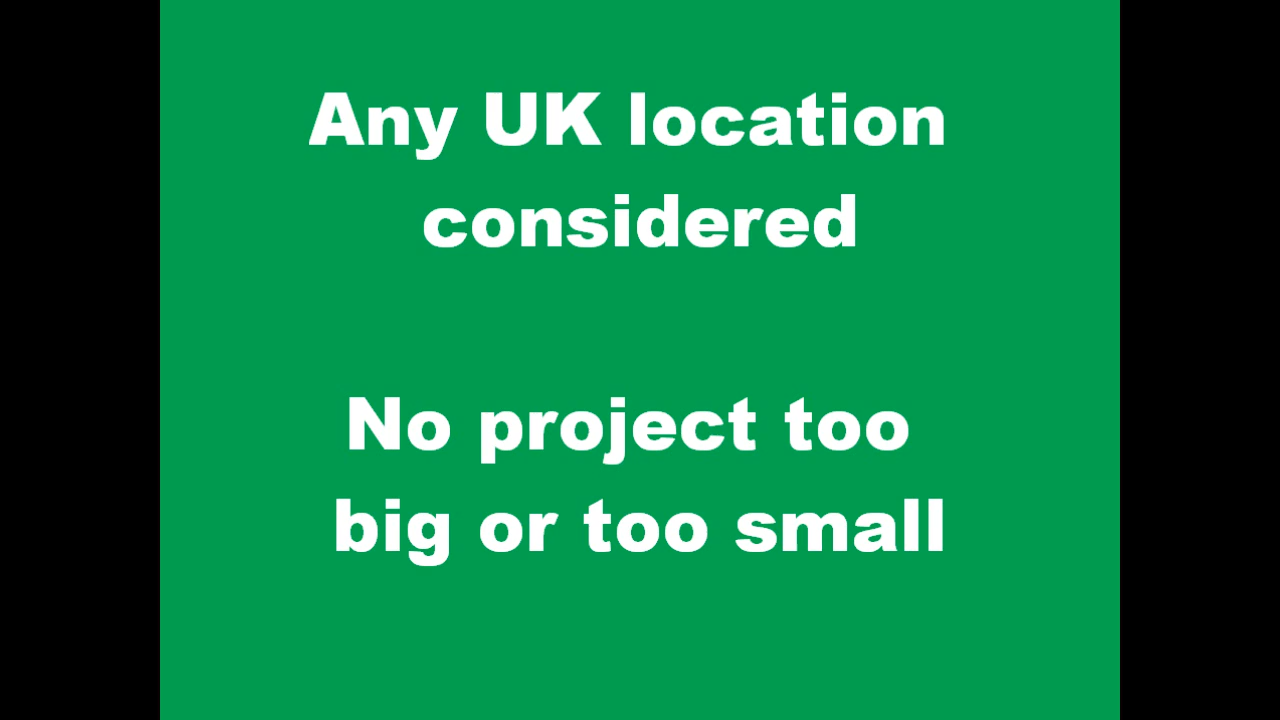 Any UK location
considered
No project too
big or too small